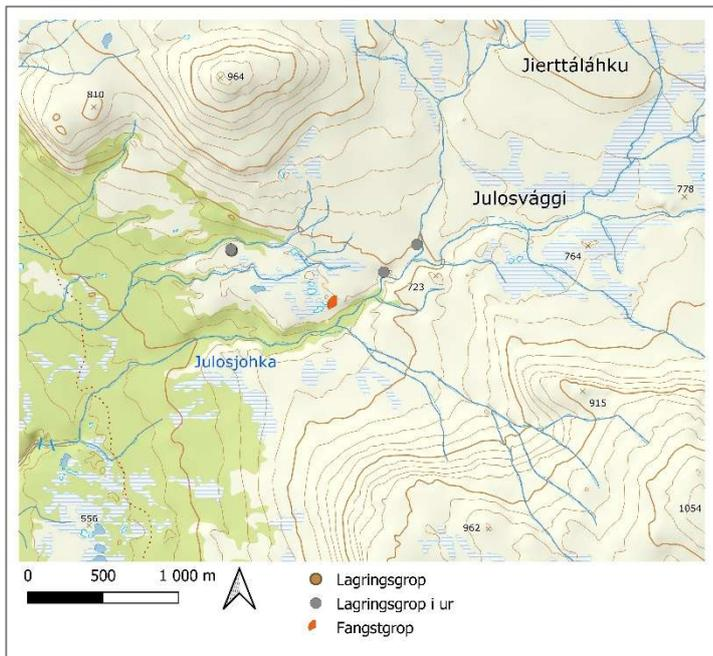 Jierttáláhku
964
810
Julosvággi
778
764
723
Julosjohka
915
556
962
1054
0 500 1 000 m
Lagringsgrop
Lagringsgrop i ur
Fangstgrop